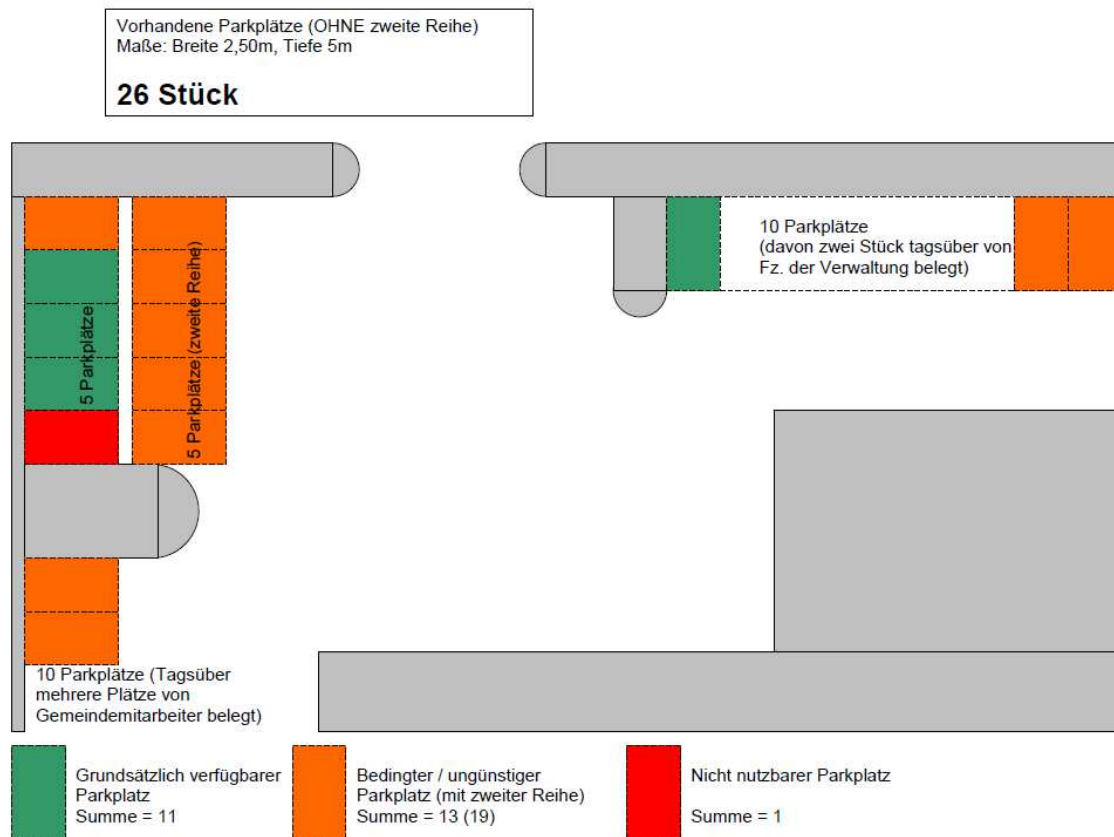 Vorhandene Parkplätze (OHNE zweite Reihe)
Maße: Breite 2,50m, Tiefe 5m
26 Stück
10 Parkplätze
(davon zwei Stück tagsüber von
Fz. der Verwaltung belegt)
5 Parkplätze
5 Parkplätze (zweite Reihe)
10 Parkplätze (Tagsüber
mehrere Plätze von
Gemeindemitarbeiter belegt)
Grundsätzlich verfügbarer
Parkplatz
Summe = 11
Bedingter / ungünstiger
Parkplatz (mit zweiter Reihe)
Summe = 13 (19)
Nicht nutzbarer Parkplatz
Summe = 1